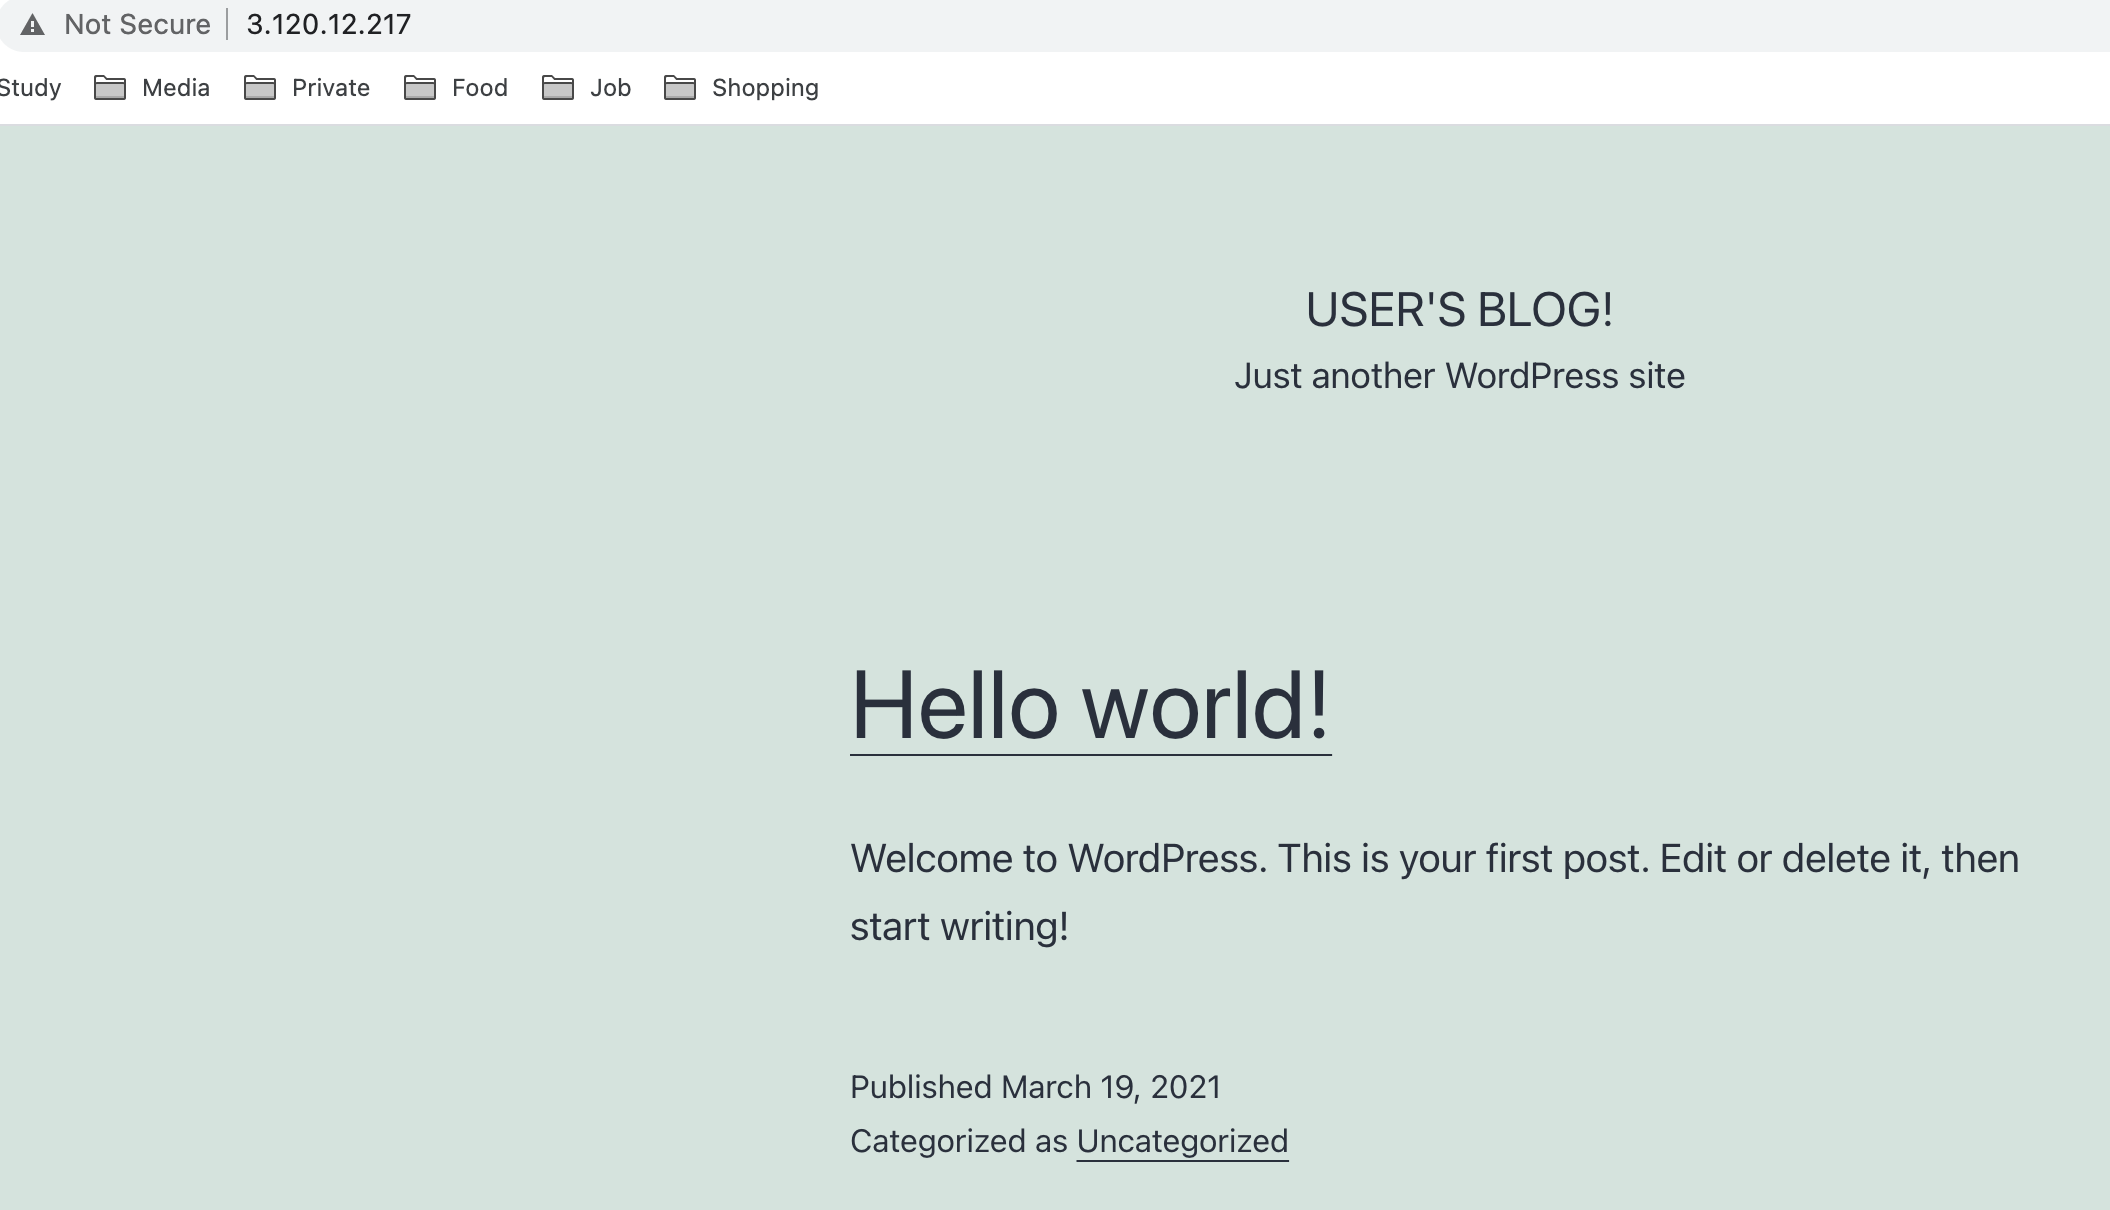 Not Secure | 3.120.12.217
Study Media Private Food Job Shopping
USER'S BLOG!
Just another WordPress site
Hello world!
Welcome to WordPress. This is your first post. Edit or delete it, then
start writing!
Published March 19, 2021
Categorized as Uncategorized